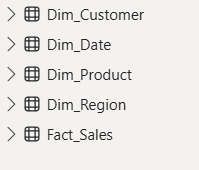 Dim_Customer
Dim_Date
Dim_Product
Dim_Region
Fact_Sales